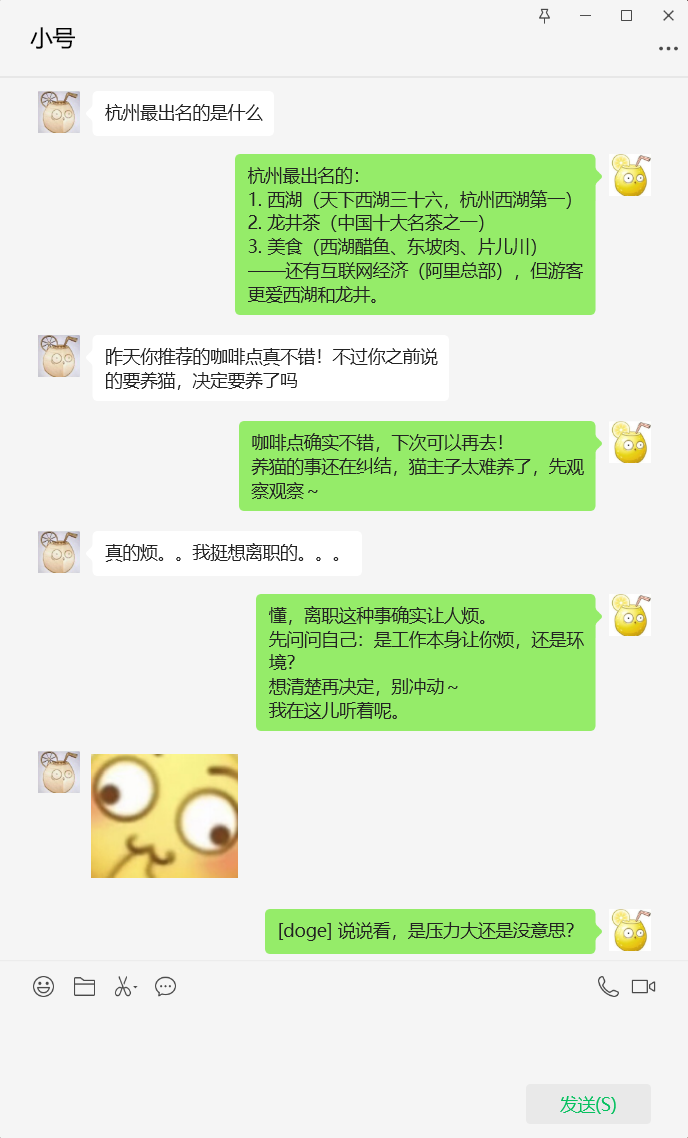 小号
杭州最出名的是什么
杭州最出名的：
1. 西湖（天下西湖三十六，杭州西湖第一）
2. 龙井茶（中国十大名茶之一）
3. 美食（西湖醋鱼、东坡肉、片儿川）
——还有互联网经济（阿里总部），但游客
更爱西湖和龙井。
昨天你推荐的咖啡点真不错！不过你之前说
的要养猫，决定要养了吗
咖啡点确实不错，下次可以再去！
养猫的事还在纠结，猫主子太难养了，先观
察观察～
真的烦。。我挺想离职的。。。
懂，离职这种事确实让人烦。
先问问自己：是工作本身让你烦，还是环
境？
想清楚再决定，别冲动～
我在这儿听着呢。
[doge] 说说看，是压力大还是没意思？
发送(S)